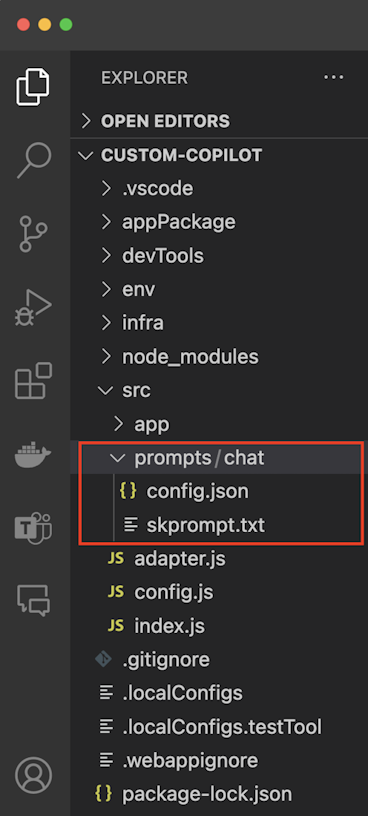 EXPLORER
OPEN EDITORS
CUSTOM-COPILOT
.vscode
appPackage
devTools
env
infra
node_modules
src
app
prompts/chat
{} config.json
skprompt.txt
JS adapter.js
JS config.js
JS index.js
.gitignore
.localConfigs
.localConfigs.testTool
.webappignore
{} package-lock.json
T